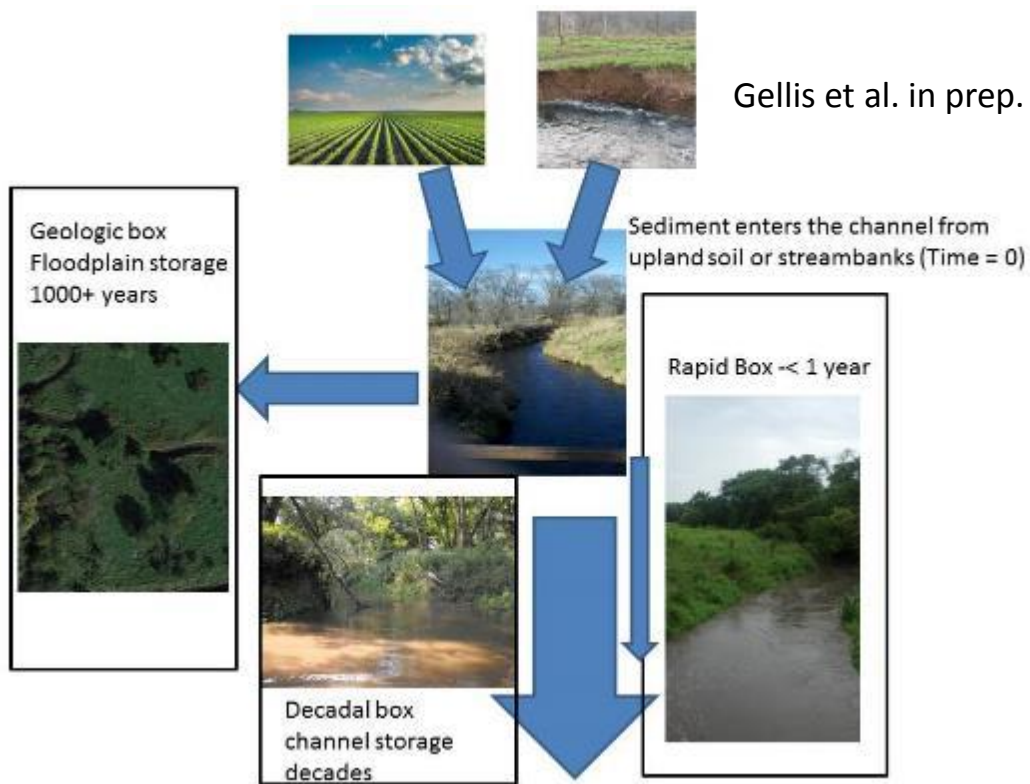 Gellis et al. in prep.
Sediment enters the channel from
upland soil or streambanks (Time = 0)
Geologic box
Floodplain storage
1000+ years
Rapid Box -< 1 year
Decadal box
channel storage
decades